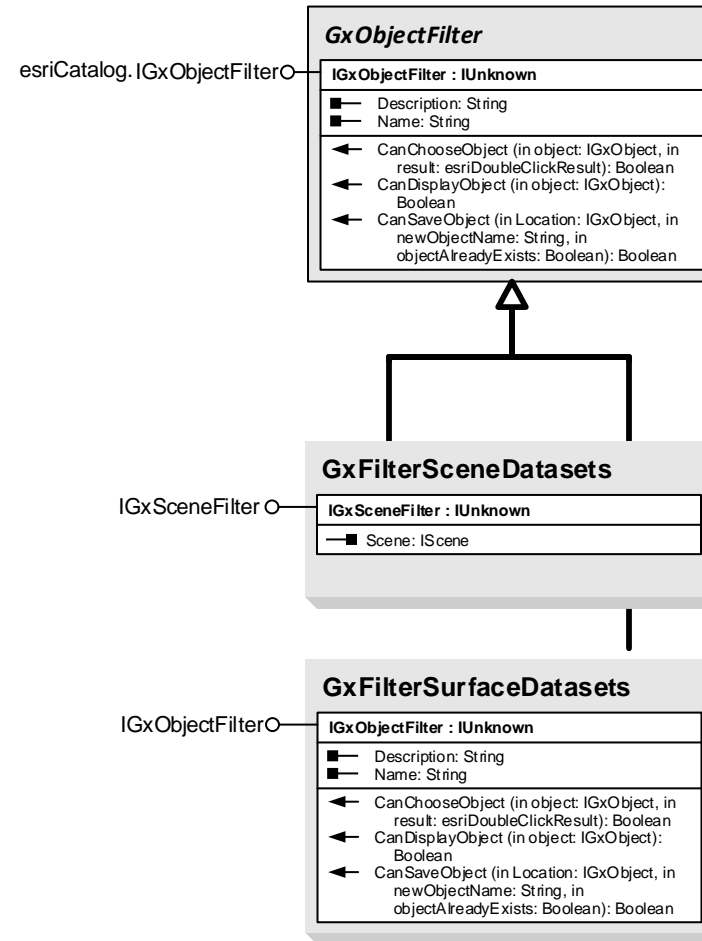 GxObjectFilter
esriCatalog. IGxObjectFilter
IGxObjectFilter : IUnknown
Description: String
Name: String
CanChooseObject (in object: IGxObject, in
result: esriDoubleClickResult): Boolean
CanDisplayObject (in object: IGxObject):
Boolean
CanSaveObject (in Location: IGxObject, in
newObjectName: String, in
objectAlreadyExists: Boolean): Boolean
GxFilterSceneDatasets
IGxSceneFilter
IGxSceneFilter : IUnknown
Scene: IScene
GxFilterSurfaceDatasets
IGxObjectFilter
IGxObjectFilter : IUnknown
Description: String
Name: String
CanChooseObject (in object: IGxObject, in
result: esriDoubleClickResult): Boolean
CanDisplayObject (in object: IGxObject):
Boolean
CanSaveObject (in Location: IGxObject, in
newObjectName: String, in
objectAlreadyExists: Boolean): Boolean